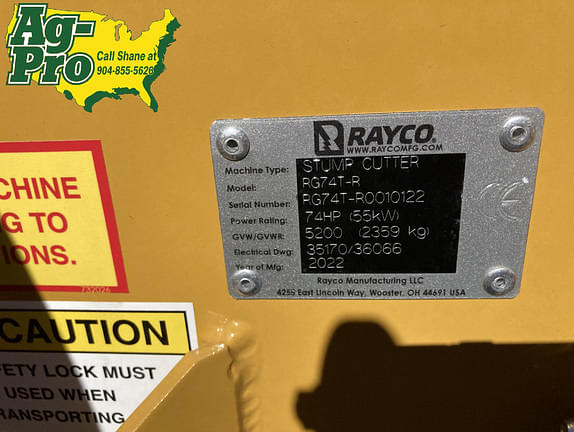 Ag-
Pro
Call Shane at
904-855-5626
RAYCO.
WWW.RAYCOMFG.COM
Machine Type: STUMP CUTTER
Model: RG74T-R
Serial Number: RG74T-R0010122
Power Rating: 74HP (55kW)
GVW/GVWR: 5200 (2359 kg)
Electrical Dwg: 35170/36066
Year of Mfg: 2022
Rayco Manufacturing LLC
4255 East Lincoln Way, Wooster, OH 44691 USA
CE
CHINE
G TO
IONS.
CAUTION
FETY LOCK MUST
USED WHEN
RANSPORTING